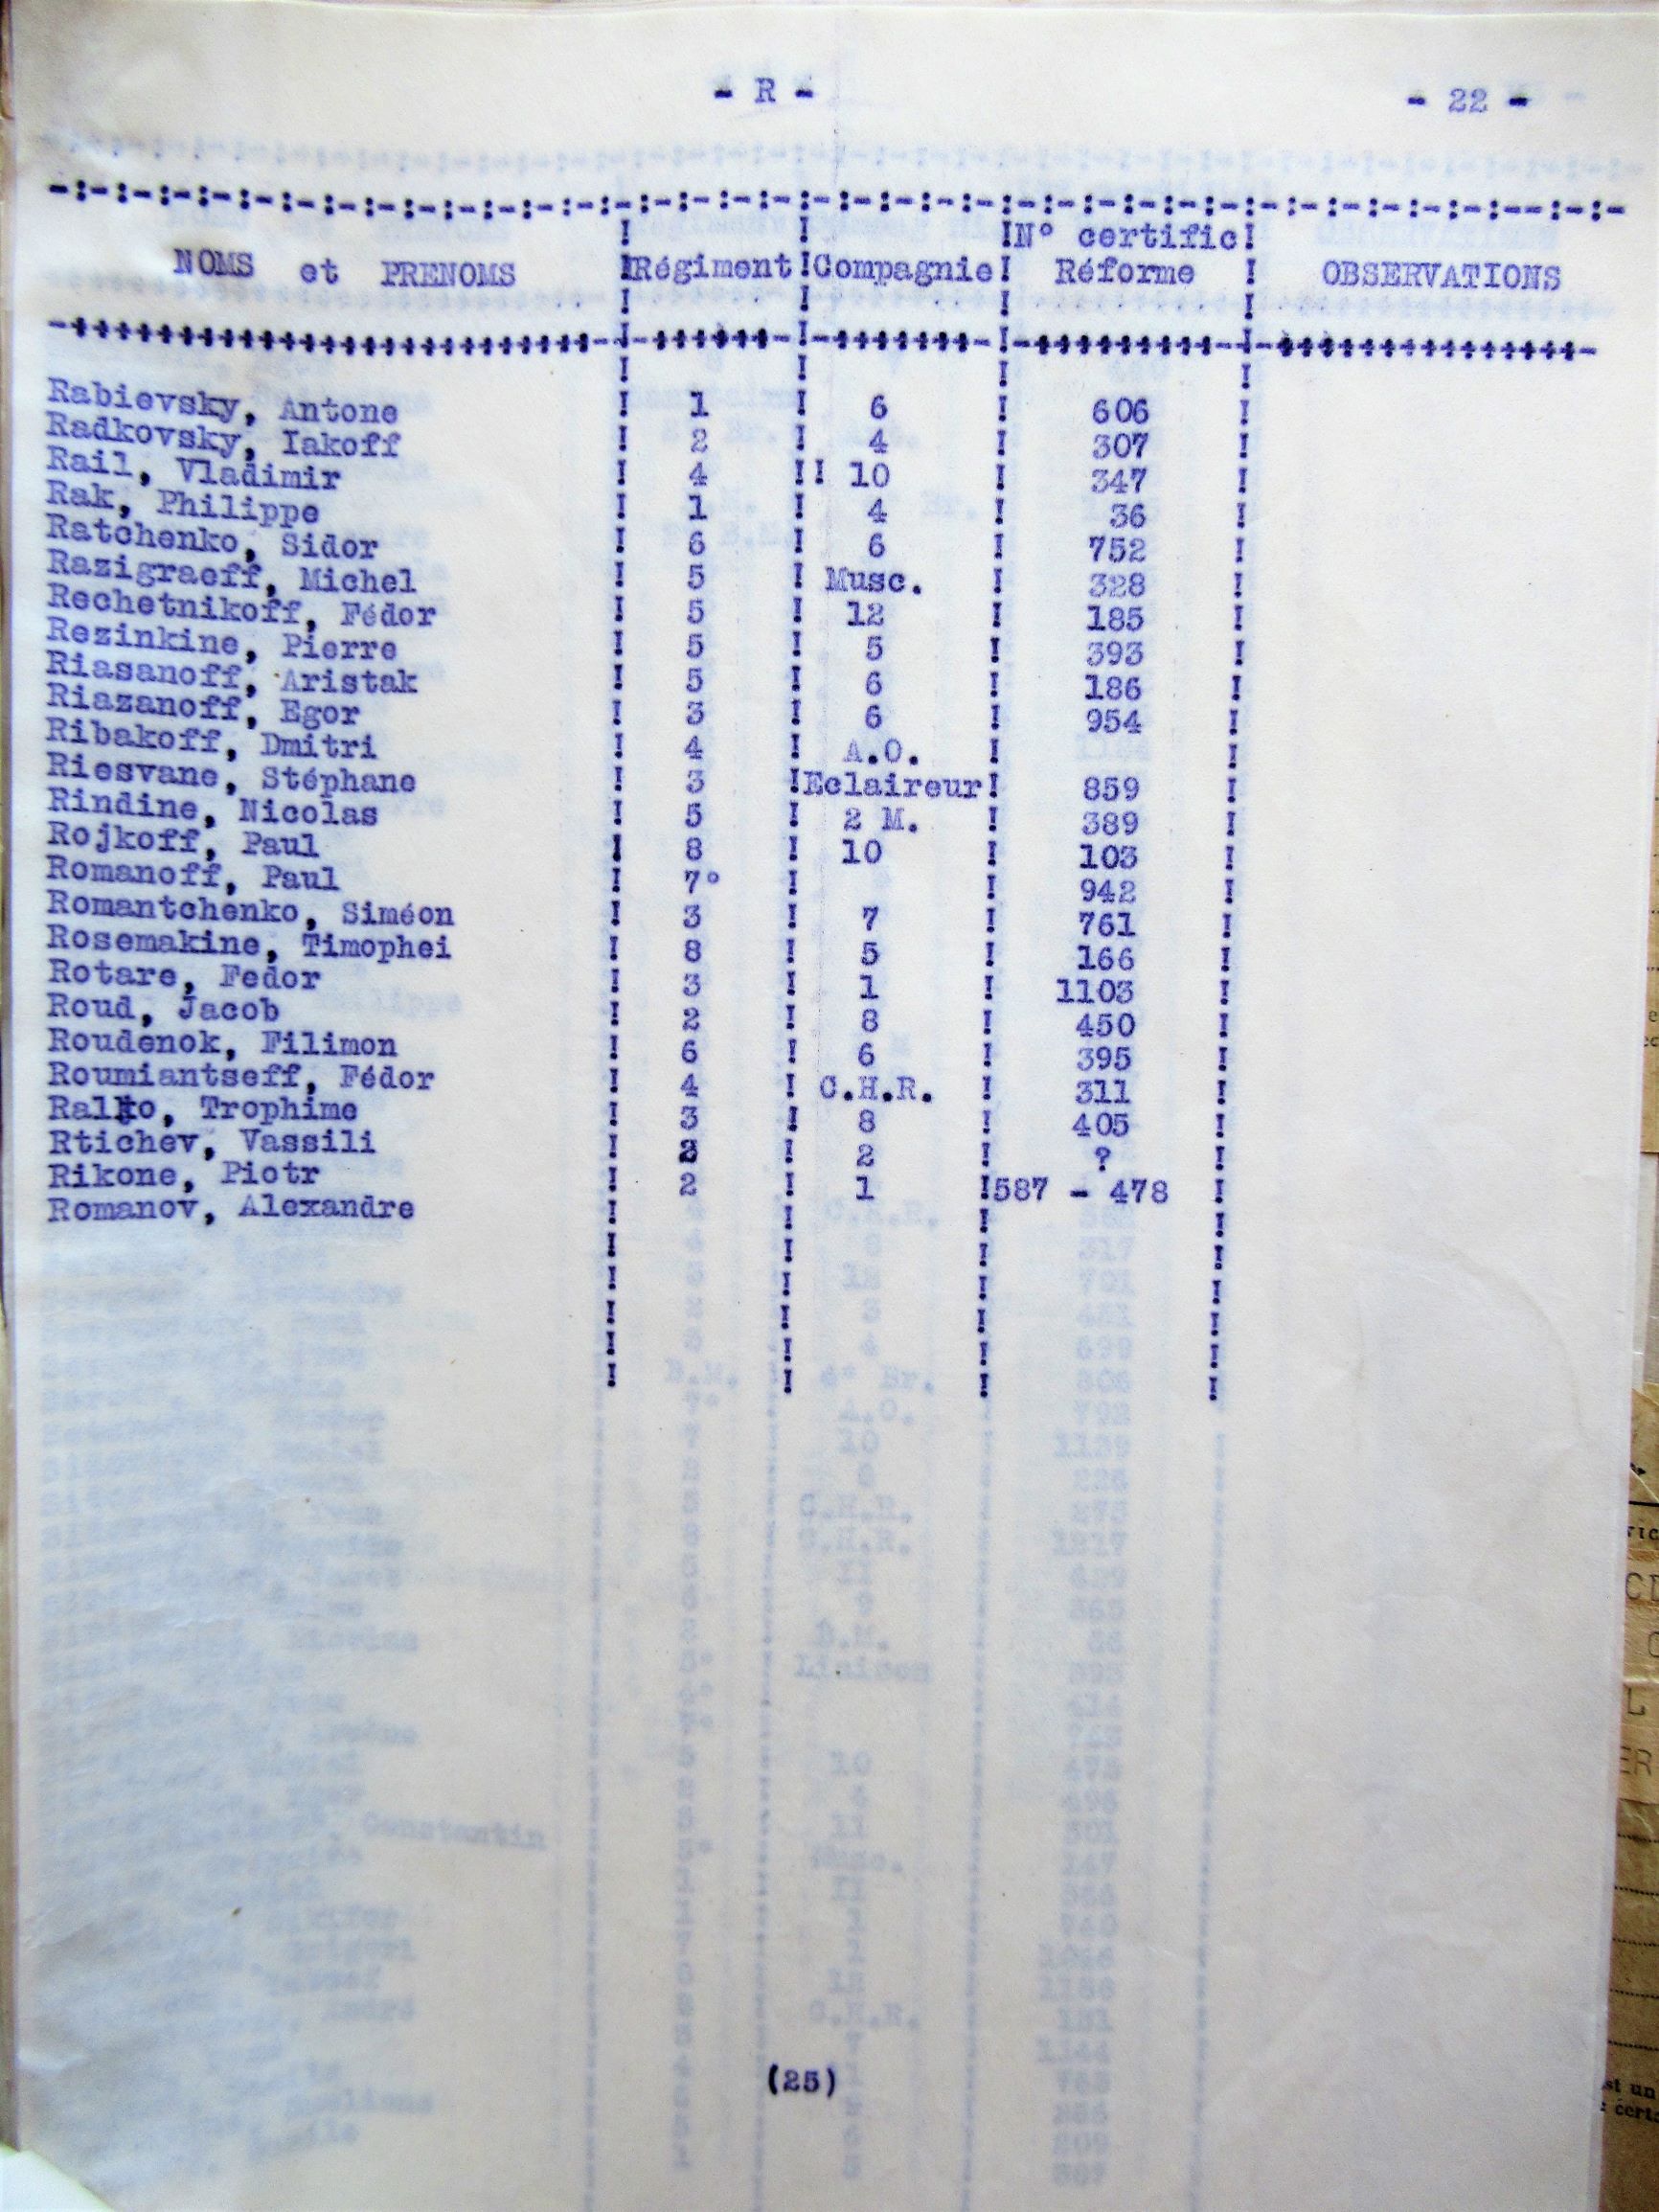 - R -
- 22 -
N° certific
NOMS et PRENOMS ! Régiment ! Compagnie ! Réforme ! OBSERVATIONS
Rabievsky, Antone ! 1 ! 6 ! 606 !
Radkovsky, Iakoff ! 2 ! 4 ! 307 !
Rail, Vladimir ! 4 !! 10 ! 347 !
Rak, Philippe ! 1 ! 4 ! 36 !
Ratchenko, Sidor ! 6 ! 6 ! 752 !
Razigraeff, Michel ! 5 ! Musc. ! 328 !
Rechetnikoff, Fédor ! 5 ! 12 ! 185 !
Rezinkine, Pierre ! 5 ! 5 ! 393 !
Riasanoff, Aristak ! 5 ! 6 ! 186 !
Riazanoff, Egor ! 3 ! 6 ! 954 !
Ribakoff, Dmitri ! 4 ! A.O. ! !
Riesvane, Stéphane ! 3 ! Eclaireur ! 859 !
Rindine, Nicolas ! 5 ! 2 M. ! 389 !
Rojkoff, Paul ! 8 ! 10 ! 103 !
Romanoff, Paul ! 7° ! ! 942 !
Romantchenko, Siméon ! 3 ! 7 ! 761 !
Rosemakine, Timophei ! 8 ! 5 ! 166 !
Rotare, Fedor ! 3 ! 1 ! 1103 !
Roud, Jacob ! 2 ! 8 ! 450 !
Roudenok, Filimon ! 6 ! 6 ! 395 !
Roumiantseff, Fédor ! 4 ! C.H.R. ! 311 !
Trophime ! 3 ! 8 ! 405 !
Rtichev, Vassili ! ! 2 ! ? !
Rikone, Piotr ! 2 ! 1 ! 587 - 478 !
Romanov, Alexandre ! ! ! !
(25)